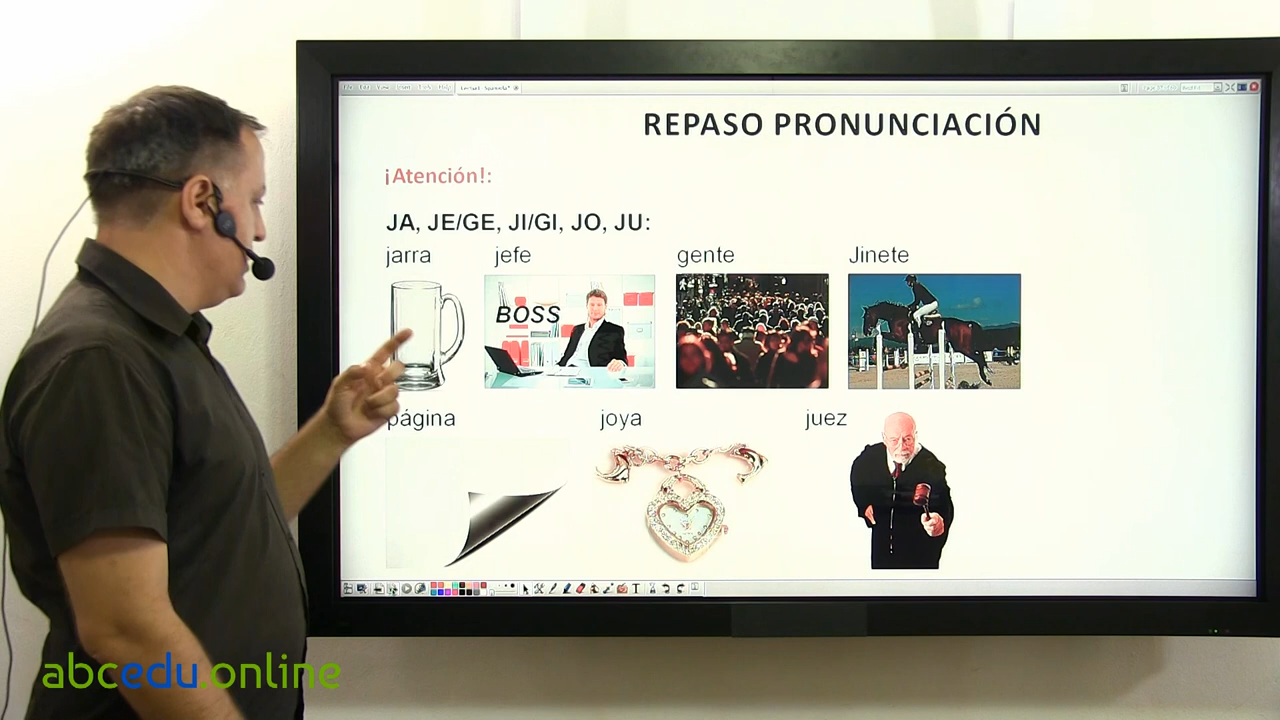 REPASO PRONUNCIACIÓN
¡Atención!:
JA, JE/GE, JI/GI, JO, JU:
jarra jefe gente Jinete
BOSS
página joya juez
abcedu.online